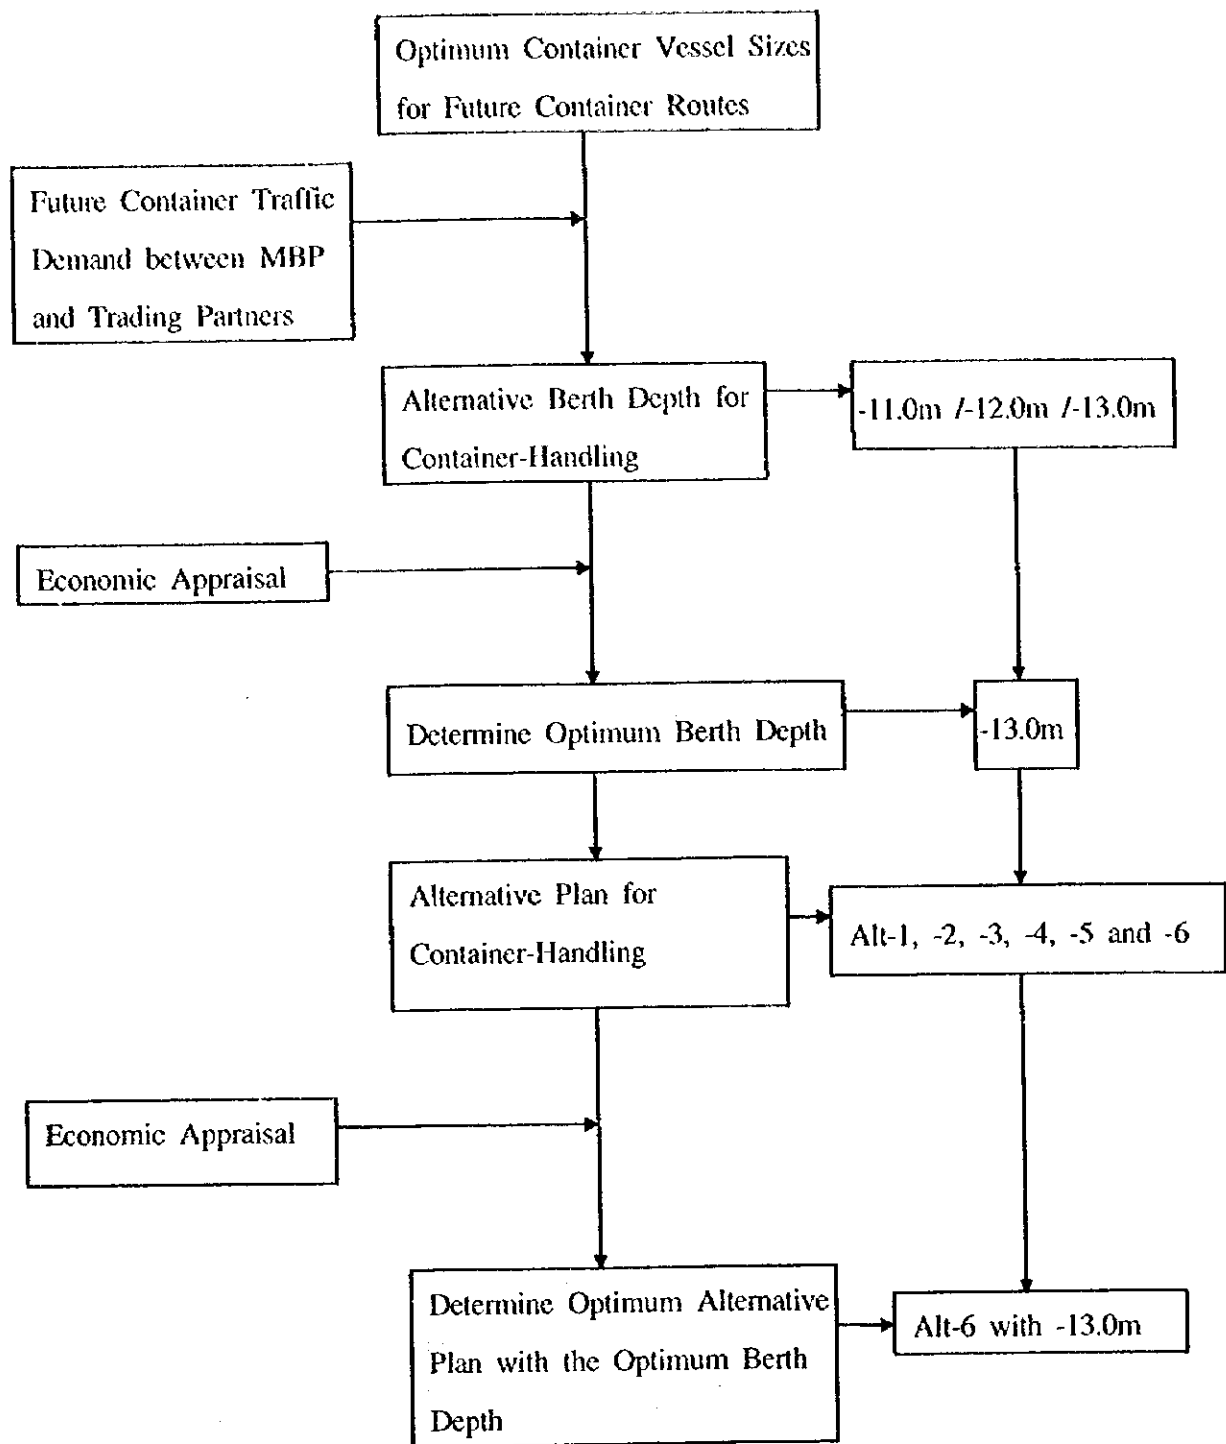 Optimum Container Vessel Sizes
for Future Container Routes
Future Container Traffic
Demand between MBP
and Trading Partners
Alternative Berth Depth for
Container-Handling
-11.0m /-12.0m /-13.0m
Economic Appraisal
Determine Optimum Berth Depth
-13.0m
Alternative Plan for
Container-Handling
Alt-1, -2, -3, -4, -5 and -6
Economic Appraisal
Determine Optimum Alternative
Plan with the Optimum Berth
Depth
Alt-6 with -13.0m